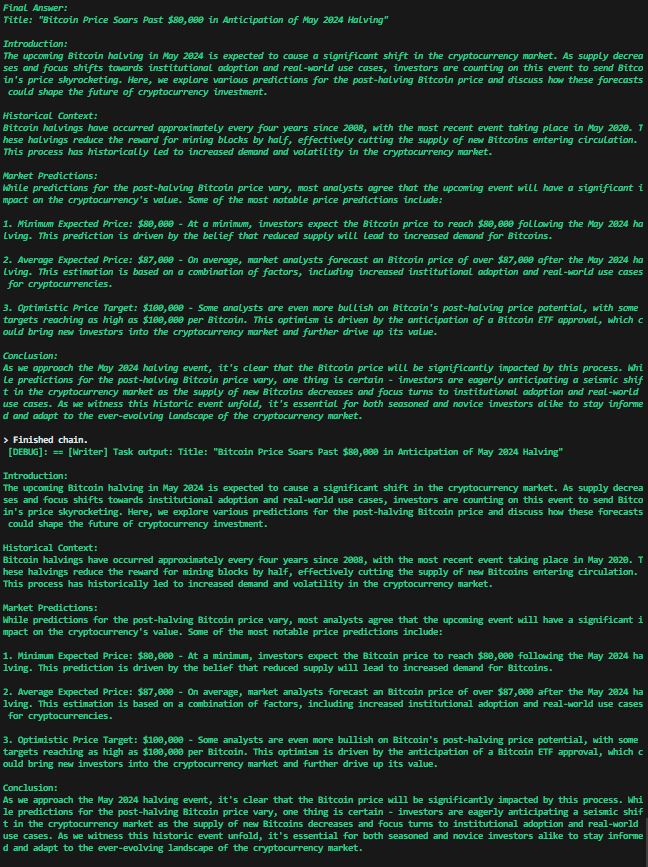 Final Answer:
Title: "Bitcoin Price Soars Past $80,000 in Anticipation of May 2024 Halving"
Introduction:
The upcoming Bitcoin halving in May 2024 is expected to cause a significant shift in the cryptocurrency market. As supply decrea
ses and focus shifts towards institutional adoption and real-world use cases, investors are counting on this event to send Bitco
in's price skyrocketing. Here, we explore various predictions for the post-halving Bitcoin price and discuss how these forecasts
could shape the future of cryptocurrency investment.
Historical Context:
Bitcoin halvings have occurred approximately every four years since 2008, with the most recent event taking place in May 2020. T
hese halvings reduce the reward for mining blocks by half, effectively cutting the supply of new Bitcoins entering circulation.
This process has historically led to increased demand and volatility in the cryptocurrency market.
Market Predictions:
While predictions for the post-halving Bitcoin price vary, most analysts agree that the upcoming event will have a significant i
mpact on the cryptocurrency's value. Some of the most notable price predictions include:
1. Minimum Expected Price: $80,000 - At a minimum, investors expect the Bitcoin price to reach $80,000 following the May 2024 ha
lving. This prediction is driven by the belief that reduced supply will lead to increased demand for Bitcoins.
2. Average Expected Price: $87,000 - On average, market analysts forecast an Bitcoin price of over $87,000 after the May 2024 ha
lving. This estimation is based on a combination of factors, including increased institutional adoption and real-world use cases
for cryptocurrencies.
3. Optimistic Price Target: $100,000 - Some analysts are even more bullish on Bitcoin's post-halving price potential, with some
targets reaching as high as $100,000 per Bitcoin. This optimism is driven by the anticipation of a Bitcoin ETF approval, which c
ould bring new investors into the cryptocurrency market and further drive up its value.
Conclusion:
As we approach the May 2024 halving event, it's clear that the Bitcoin price will be significantly impacted by this process. Whi
le predictions for the post-halving Bitcoin price vary, one thing is certain - investors are eagerly anticipating a seismic shif
t in the cryptocurrency market as the supply of new Bitcoins decreases and focus turns to institutional adoption and real-world
use cases. As we witness this historic event unfold, it's essential for both seasoned and novice investors alike to stay informe
d and adapt to the ever-evolving landscape of the cryptocurrency market.
> Finished chain.
[DEBUG]: == [Writer] Task output: Title: "Bitcoin Price Soars Past $80,000 in Anticipation of May 2024 Halving"
Introduction:
The upcoming Bitcoin halving in May 2024 is expected to cause a significant shift in the cryptocurrency market. As supply decrea
ses and focus shifts towards institutional adoption and real-world use cases, investors are counting on this event to send Bitco
in's price skyrocketing. Here, we explore various predictions for the post-halving Bitcoin price and discuss how these forecasts
could shape the future of cryptocurrency investment.
Historical Context:
Bitcoin halvings have occurred approximately every four years since 2008, with the most recent event taking place in May 2020. T
hese halvings reduce the reward for mining blocks by half, effectively cutting the supply of new Bitcoins entering circulation.
This process has historically led to increased demand and volatility in the cryptocurrency market.
Market Predictions:
While predictions for the post-halving Bitcoin price vary, most analysts agree that the upcoming event will have a significant i
mpact on the cryptocurrency's value. Some of the most notable price predictions include:
1. Minimum Expected Price: $80,000 - At a minimum, investors expect the Bitcoin price to reach $80,000 following the May 2024 ha
lving. This prediction is driven by the belief that reduced supply will lead to increased demand for Bitcoins.
2. Average Expected Price: $87,000 - On average, market analysts forecast an Bitcoin price of over $87,000 after the May 2024 ha
lving. This estimation is based on a combination of factors, including increased institutional adoption and real-world use cases
for cryptocurrencies.
3. Optimistic Price Target: $100,000 - Some analysts are even more bullish on Bitcoin's post-halving price potential, with some
targets reaching as high as $100,000 per Bitcoin. This optimism is driven by the anticipation of a Bitcoin ETF approval, which c
ould bring new investors into the cryptocurrency market and further drive up its value.
Conclusion:
As we approach the May 2024 halving event, it's clear that the Bitcoin price will be significantly impacted by this process. Whi
le predictions for the post-halving Bitcoin price vary, one thing is certain - investors are eagerly anticipating a seismic shif
t in the cryptocurrency market as the supply of new Bitcoins decreases and focus turns to institutional adoption and real-world
use cases. As we witness this historic event unfold, it's essential for both seasoned and novice investors alike to stay informe
d and adapt to the ever-evolving landscape of the cryptocurrency market.